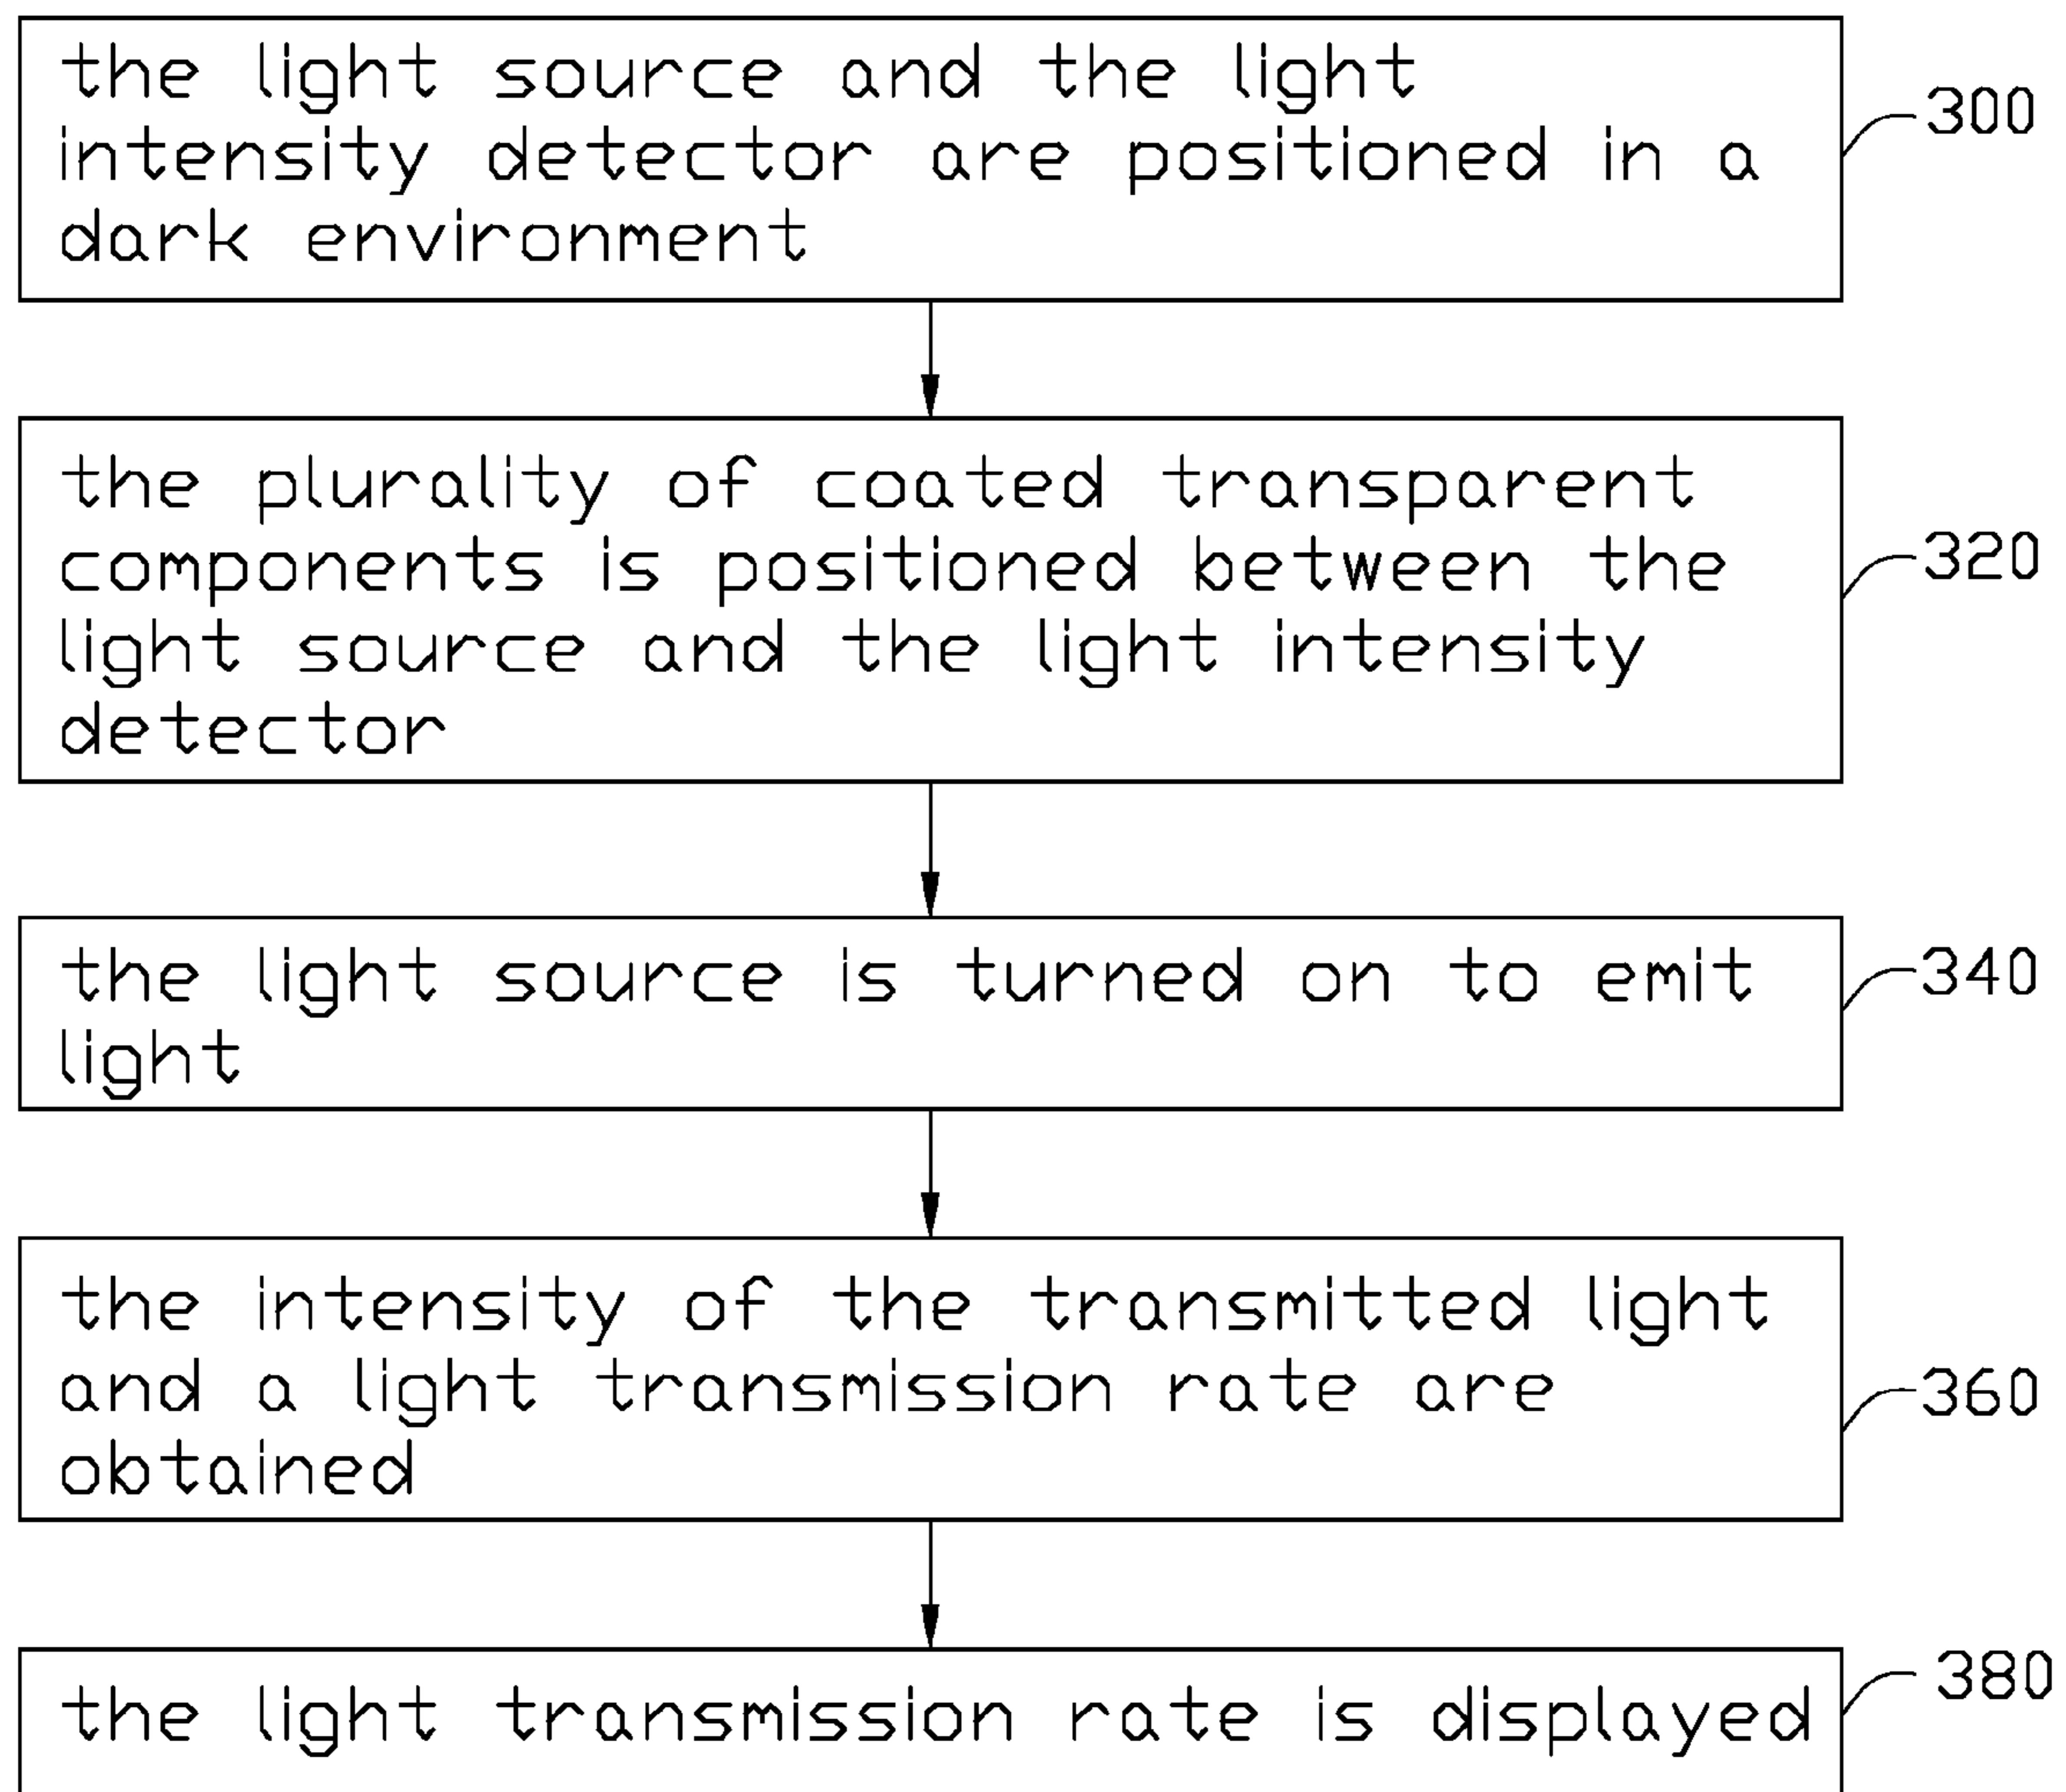 the light source and the light
300
intensity detector are positioned in a
dark environment
the plurality of coated transparent
320
components is positioned between the
light source and the light intensity
detector
the light source is turned on to emit
340
light
the intensity of the transmitted light
and a light transmission rate are
360
obtained
380
the light transmission rate is displayed